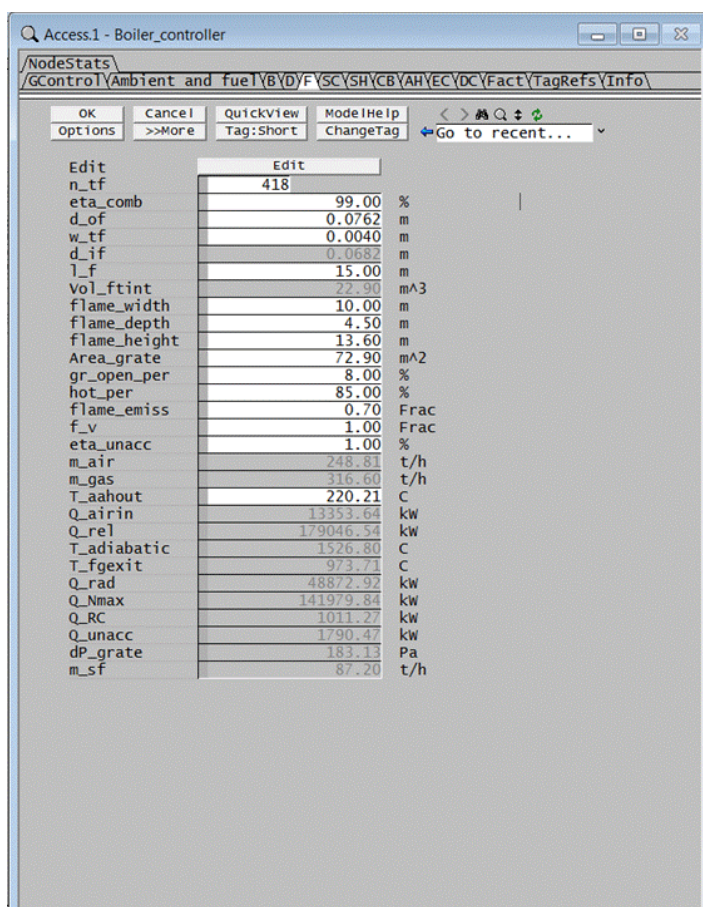 Access.1 - Boiler_controller
NodeStats
GControl Ambient and fuel B D F SC SH CB AH EC DC Fact TagRefs Info
OK Cancel QuickView ModelHelp
Options >>More Tag:Short ChangeTag Go to recent...
Edit Edit
n_tf 418
eta_comb 99.00 %
d_of 0.0762 m
w_tf 0.0040 m
d_if 0.0682 m
l_f 15.00 m
Vol_ftint 22.90 m^3
flame_width 10.00 m
flame_depth 4.50 m
flame_height 13.60 m
Area_grate 72.90 m^2
gr_open_per 8.00 %
hot_per 85.00 %
flame_emiss 0.70 Frac
f_v 1.00 Frac
eta_unacc 1.00 %
m_air 248.81 t/h
m_gas 316.60 t/h
T_aahout 220.21 C
Q_airin 13353.64 kW
Q_rel 179046.54 kW
T_adiabatic 1526.80 C
T_fgexit 973.71 C
Q_rad 48872.92 kW
Q_Nmax 141979.84 kW
Q_RC 1011.27 kW
Q_unacc 1790.47 kW
dP_grate 183.13 Pa
m_sf 87.20 t/h